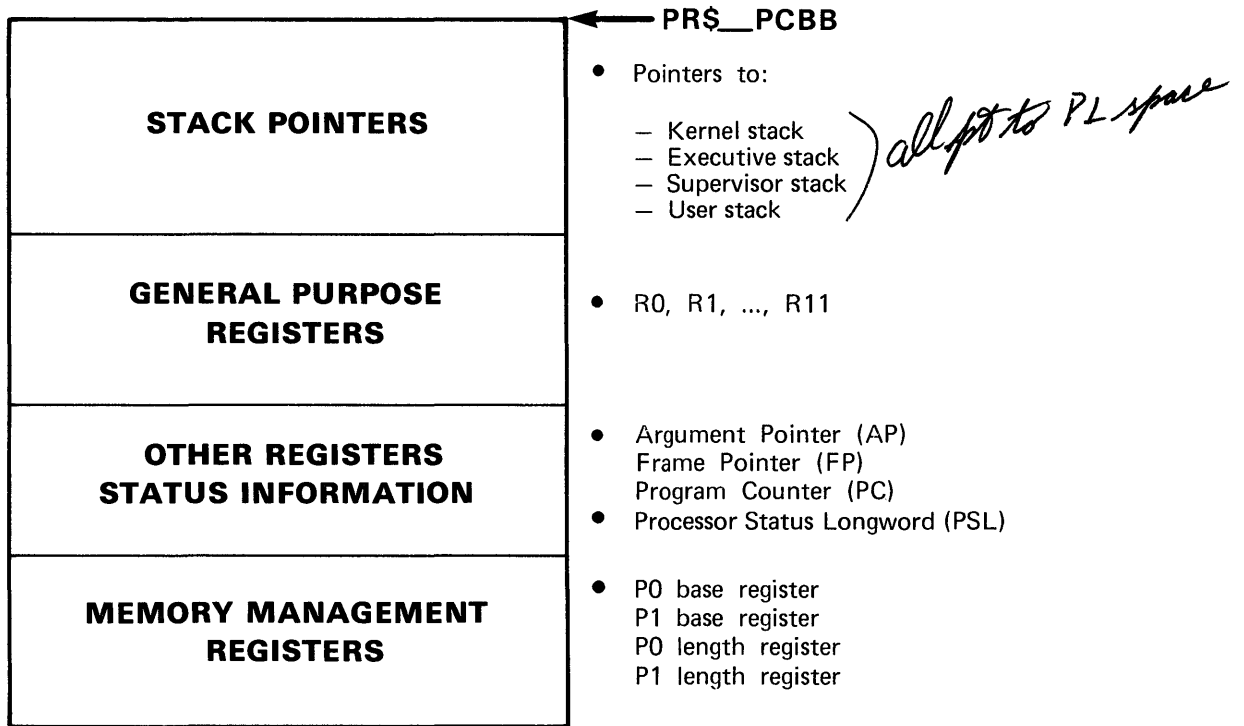 PR$__PCBB
STACK POINTERS
• Pointers to:
— Kernel stack
— Executive stack
— Supervisor stack
— User stack
all pt to P1 space
GENERAL PURPOSE
REGISTERS
• R0, R1, ..., R11
OTHER REGISTERS
STATUS INFORMATION
• Argument Pointer (AP)
Frame Pointer (FP)
Program Counter (PC)
• Processor Status Longword (PSL)
MEMORY MANAGEMENT
REGISTERS
• P0 base register
P1 base register
P0 length register
P1 length register